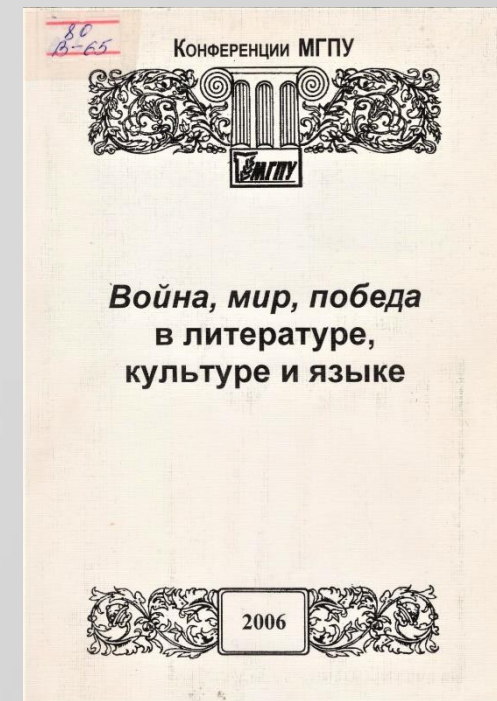 80
В-65
Конференции МГПУ
МГПУ
Война, мир, победа
в литературе,
культуре и языке
2006